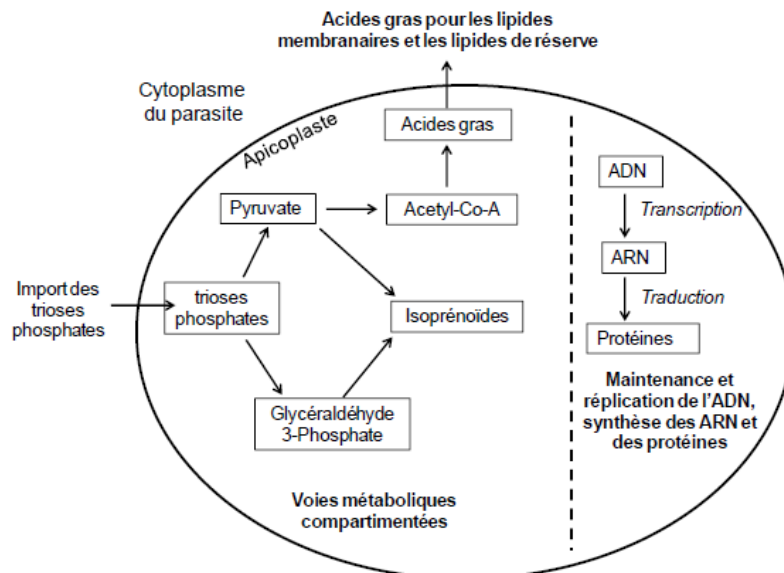 Acides gras pour les lipides
membranaires et les lipides de réserve
Cytoplasme
du parasite
Apicoplaste
Acides gras
ADN
Transcription
Pyruvate
Acetyl-Co-A
ARN
Import des
trioses
phosphates
trioses
phosphates
Isoprénoïdes
Traduction
Protéines
Glycéraldéhyde
3-Phosphate
Maintenance et
réplication de l'ADN,
synthèse des ARN et
des protéines
Voies métaboliques
compartimentées